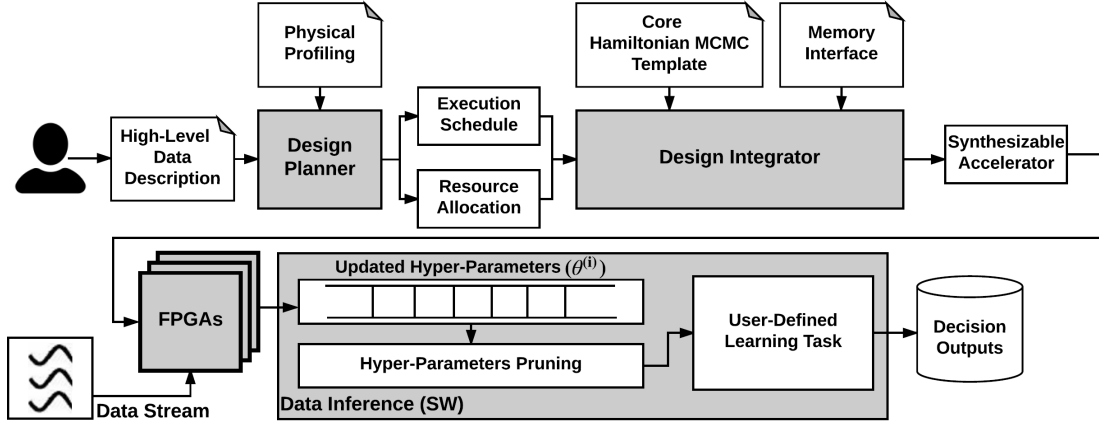 Physical
Profiling
Core
Hamiltonian MCMC
Template
Memory
Interface
High-Level
Data
Description
Design
Planner
Execution
Schedule
Resource
Allocation
Design Integrator
Synthesizable
Accelerator
FPGAs
Data Stream
Updated Hyper-Parameters (θ^(i))
Hyper-Parameters Pruning
User-Defined
Learning Task
Data Inference (SW)
Decision
Outputs